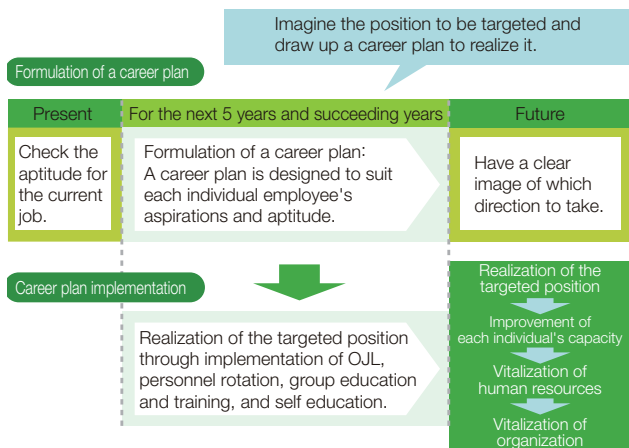 Imagine the position to be targeted and
draw up a career plan to realize it.
Formulation of a career plan
Present
For the next 5 years and succeeding years
Future
Check the
aptitude for
the current
job.
Formulation of a career plan:
A career plan is designed to suit
each individual employee's
aspirations and aptitude.
Have a clear
image of which
direction to take.
Career plan implementation
Realization of the targeted position
through implementation of OJL,
personnel rotation, group education
and training, and self education.
Realization of the
targeted position
Improvement of
each individual's capacity
Vitalization of
human resources
Vitalization of
organization